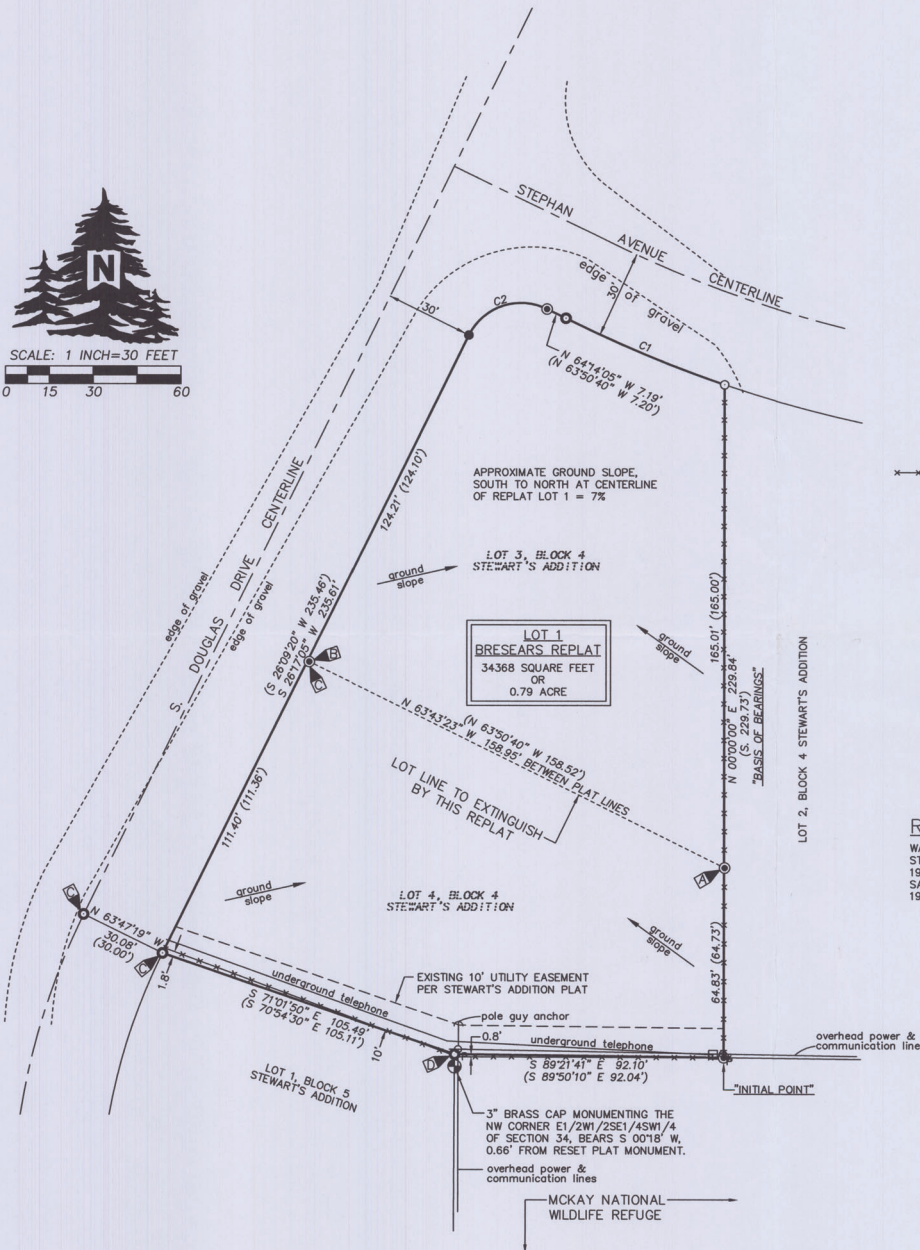 STEPHAN
AVENUE
CENTERLINE
edge of gravel
30'
C2
30'
C1
N
SCALE: 1 INCH=30 FEET
0 15 30 60
N 64°14'05" W 7.19'
(N 63°50'40" W 7.20')
APPROXIMATE GROUND SLOPE,
SOUTH TO NORTH AT CENTERLINE
OF REPLAT LOT 1 = 7%
S. DOUGLAS DRIVE CENTERLINE
edge of gravel
edge of gravel
124.21' (124.10')
(S 26°09'20" W 235.46')
S 26°17'05" W 235.61'
LOT 3, BLOCK 4
STEWART'S ADDITION
ground
slope
LOT 1
BRESEARS REPLAT
34368 SQUARE FEET
OR
0.79 ACRE
ground
slope
165.01' (165.00')
N 00°00'00" E 229.84'
(S. 229.73')
"BASIS OF BEARINGS"
LOT 2, BLOCK 4 STEWART'S ADDITION
B
C
(N 63°50'40" W 158.52')
N 63°43'23" W 158.95' BETWEEN PLAT LINES
LOT LINE TO EXTINGUISH
BY THIS REPLAT
111.40' (111.36')
R
WA
ST
19
SA
19
A
ground
slope
LOT 4, BLOCK 4
STEWART'S ADDITION
ground
slope
C
N 63°47'19" W
30.08'
(30.00')
C
1.8'
64.83' (64.73')
EXISTING 10' UTILITY EASEMENT
PER STEWART'S ADDITION PLAT
underground telephone
S 71°01'50" E 105.49'
(S 70°54'30" E 105.11')
10'
pole guy anchor
0.8'
underground telephone
overhead power &
communication line
D
S 89°21'41" E 92.10'
(S 89°50'10" E 92.04')
LOT 1, BLOCK 5
STEWART'S ADDITION
"INITIAL POINT"
3" BRASS CAP MONUMENTING THE
NW CORNER E1/2W1/2SE1/4SW1/4
OF SECTION 34, BEARS S 00°18' W,
0.66' FROM RESET PLAT MONUMENT.
overhead power &
communication lines
MCKAY NATIONAL
WILDLIFE REFUGE